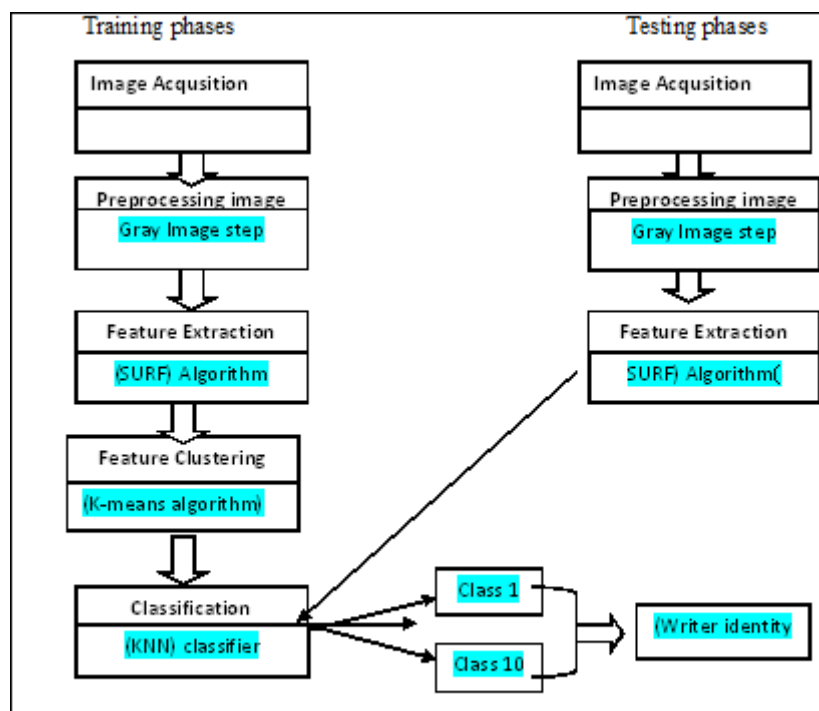 Training phases
Testing phases
Image Acqusition
Image Acqusition
Preprocessing image
Gray Image step
Preprocessing image
Gray Image step
Feature Extraction
(SURF) Algorithm
Feature Extraction
SURF) Algorithm(
Feature Clustering
(K-means algorithm)
Classification
(KNN) classifier
Class 1
Class 10
(Writer identity